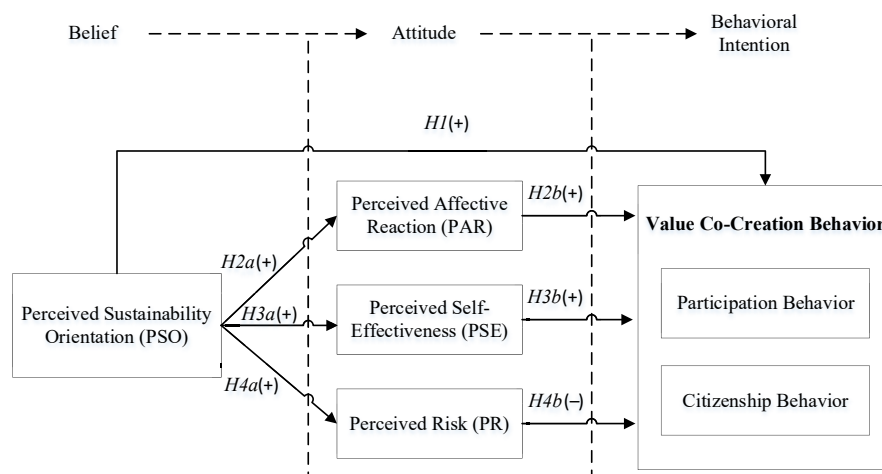 Belief
Attitude
Behavioral
Intention
H1(+)
Perceived Affective
Reaction (PAR)
H2b(+)
Value Co-Creation Behavior
H2a(+)
Perceived Sustainability
Orientation (PSO)
H3a(+)
Perceived Self-
Effectiveness (PSE)
H3b(+)
Participation Behavior
H4a(+)
Perceived Risk (PR)
H4b(–)
Citizenship Behavior